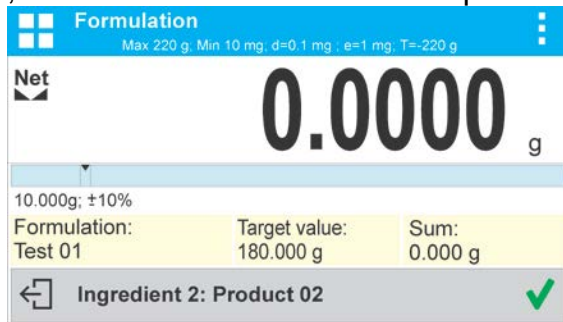 Formulation
Max 220 g; Min 10 mg; d=0.1 mg ; e=1 mg; T=-220 g
Net
0.0000 g
10.000g; ±10%
Formulation: Target value: Sum:
Test 01 180.000 g 0.000 g
Ingredient 2: Product 02